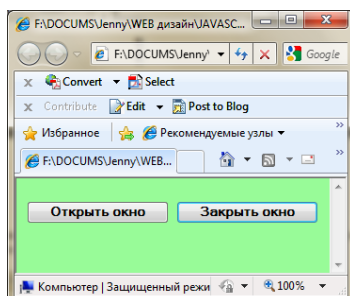 F:\DOCUMS\Jenny\WEB дизайн\JAVASC...
F:\DOCUMS\Jenny\ Google
x Convert Select
x Contribute Edit Post to Blog
Избранное Рекомендуемые узлы »
F:\DOCUMS\Jenny\WEB... »
Открыть окно Закрыть окно
Компьютер | Защищенный режи 100%